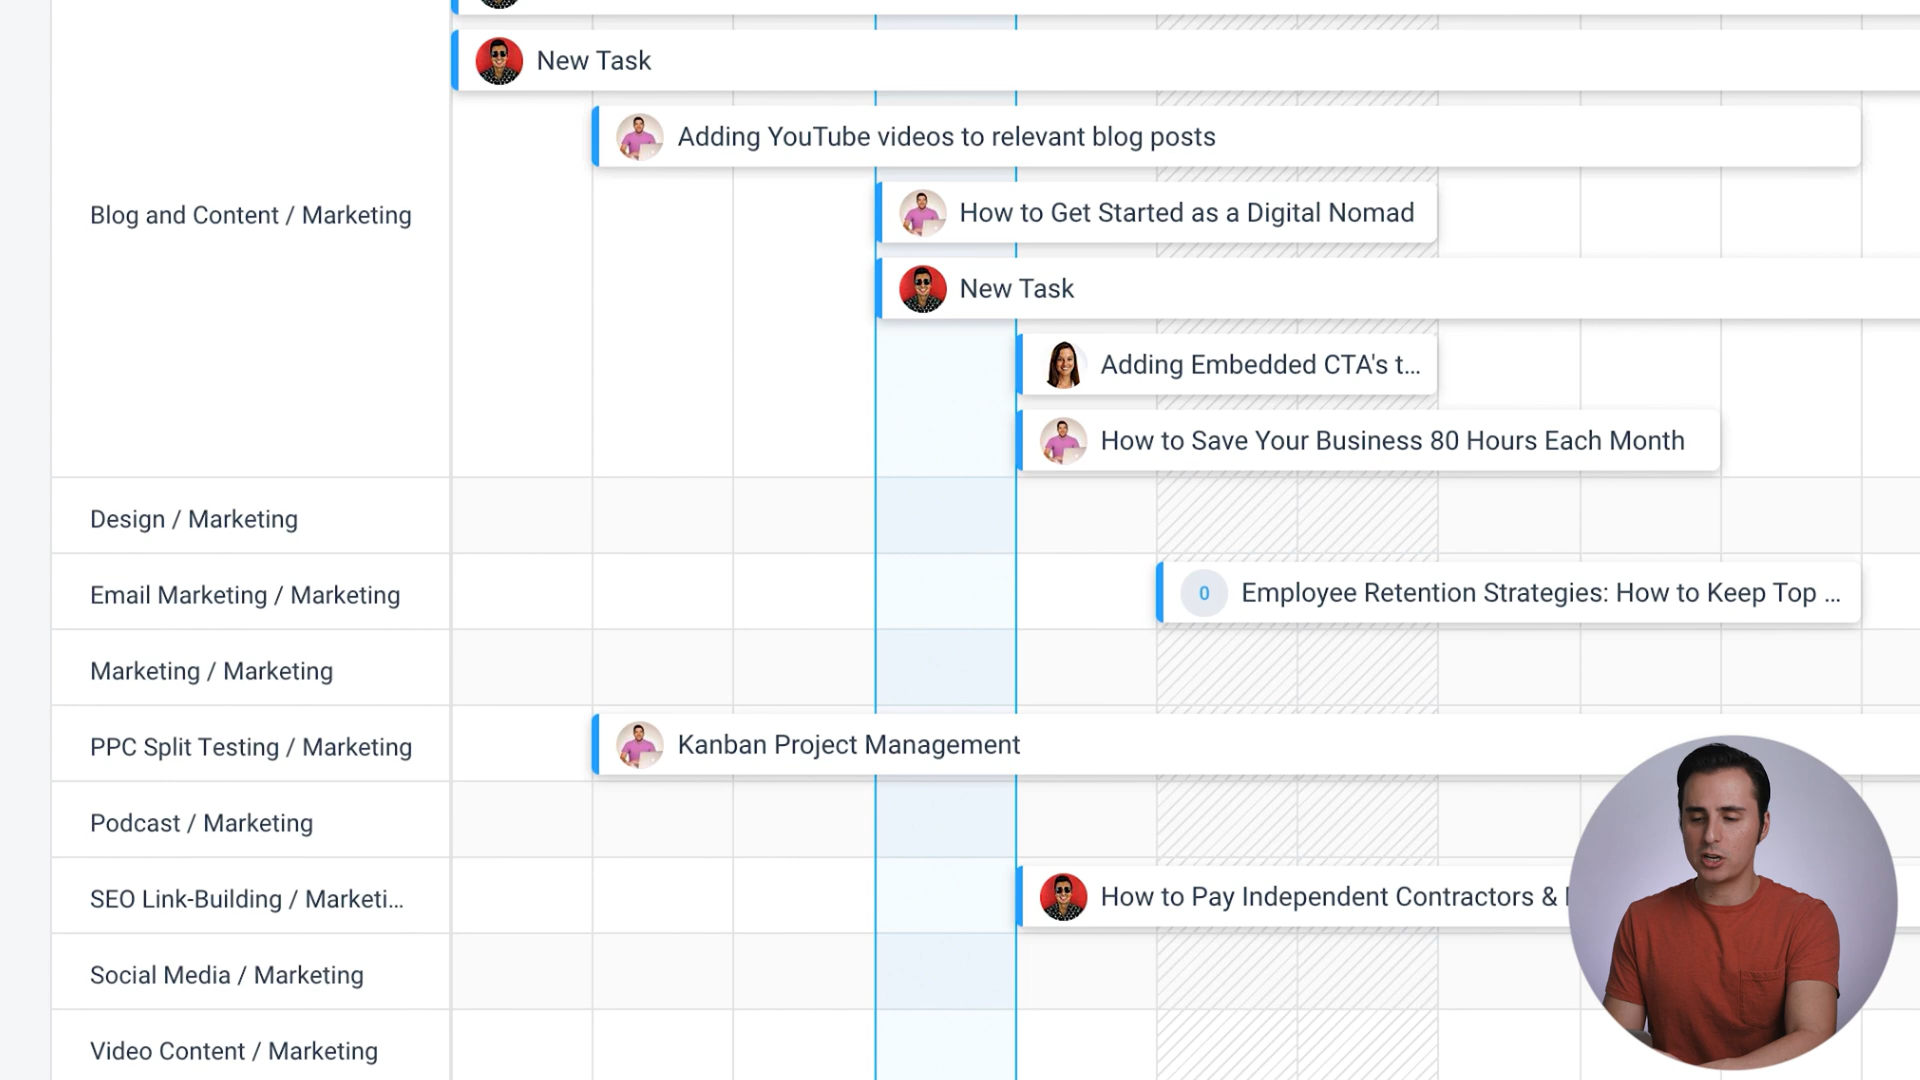 New Task
Adding YouTube videos to relevant blog posts
Blog and Content / Marketing
How to Get Started as a Digital Nomad
New Task
Adding Embedded CTA's t...
How to Save Your Business 80 Hours Each Month
Design / Marketing
Email Marketing / Marketing
0 Employee Retention Strategies: How to Keep Top ...
Marketing / Marketing
PPC Split Testing / Marketing
Kanban Project Management
Podcast / Marketing
SEO Link-Building / Marketi...
How to Pay Independent Contractors &
Social Media / Marketing
Video Content / Marketing